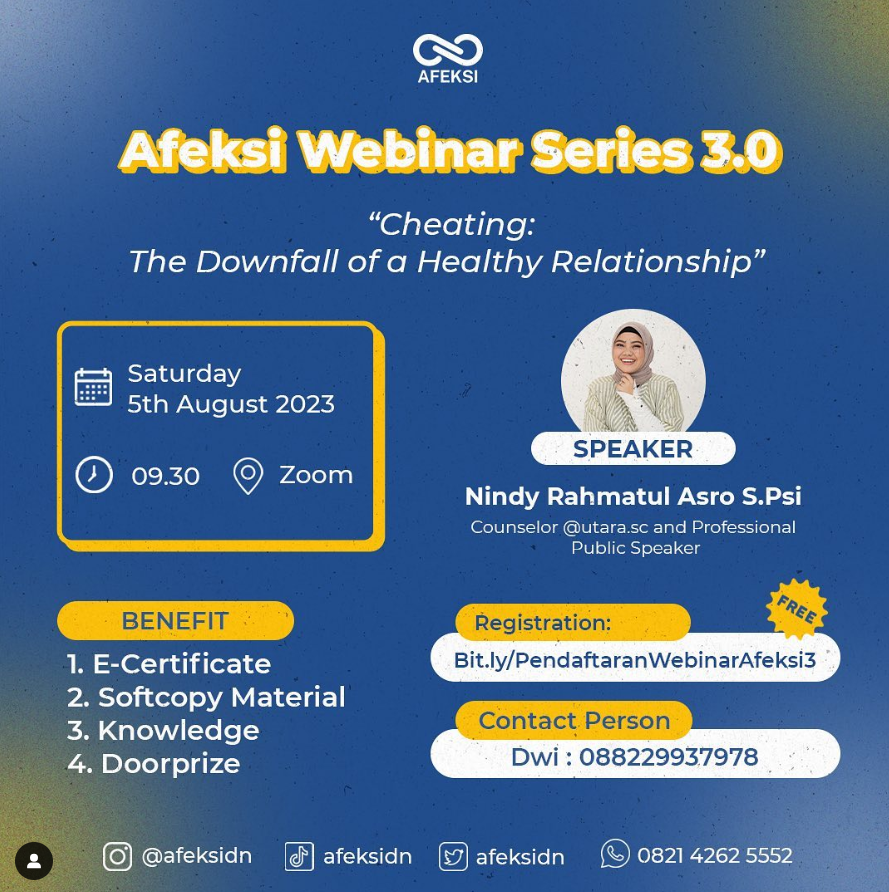 AFEKSI
Afeksi Webinar Series 3.0
“Cheating:
The Downfall of a Healthy Relationship”
Saturday
5th August 2023
09.30
Zoom
SPEAKER
Nindy Rahmatul Asro S.Psi
Counselor @utara.sc and Professional
Public Speaker
BENEFIT
1. E-Certificate
2. Softcopy Material
3. Knowledge
4. Doorprize
FREE
Registration:
Bit.ly/PendaftaranWebinarAfeksi3
Contact Person
Dwi : 088229937978
@afeksidn
afeksidn
afeksidn
0821 4262 5552